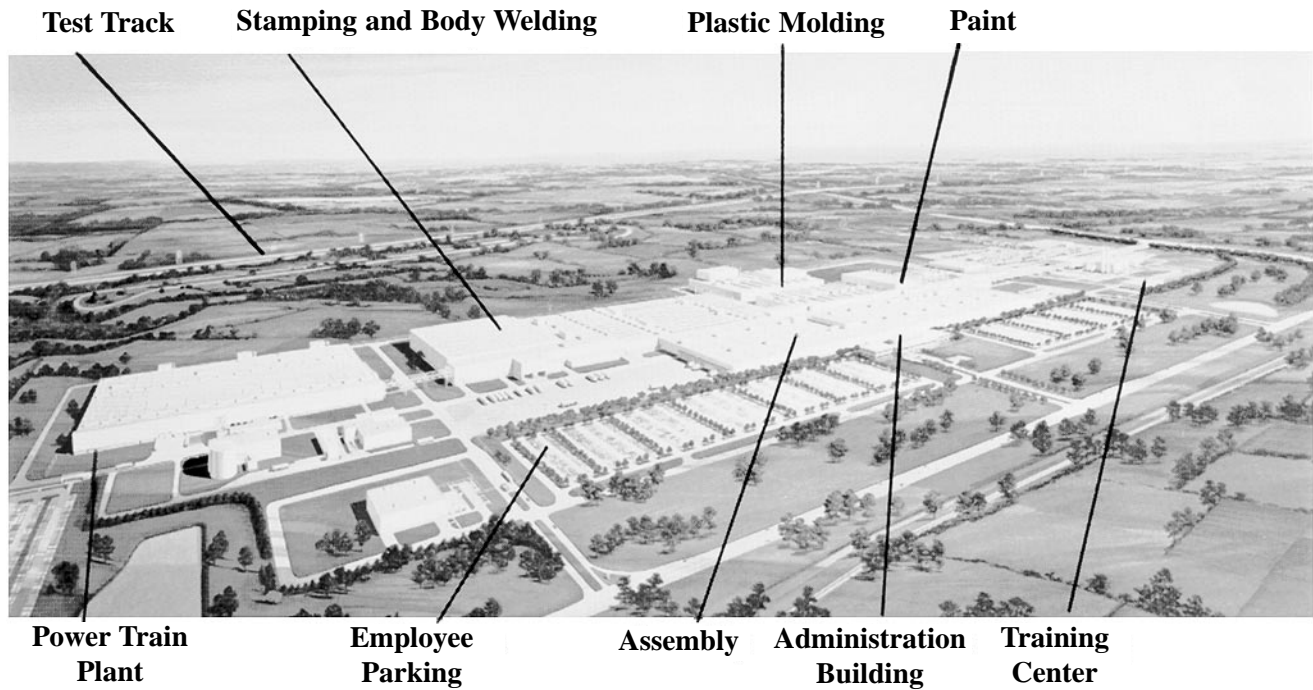 Test Track
Stamping and Body Welding
Plastic Molding
Paint
Power Train
Plant
Employee
Parking
Assembly
Administration
Building
Training
Center